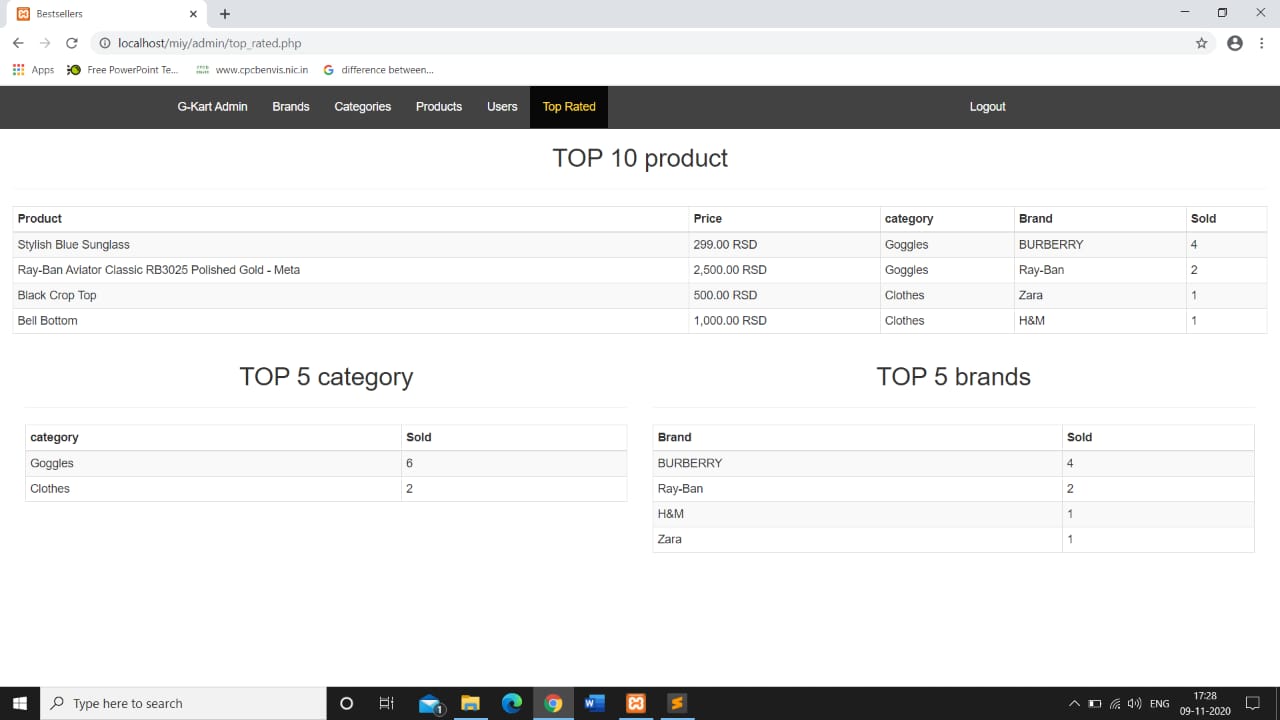 Bestsellers
localhost/miy/admin/top_rated.php
Apps Free PowerPoint Te... www.cpcbenvis.nic.in difference between...
G-Kart Admin Brands Categories Products Users Top Rated Logout
TOP 10 product
Product Price category Brand Sold
Stylish Blue Sunglass 299.00 RSD Goggles BURBERRY 4
Ray-Ban Aviator Classic RB3025 Polished Gold - Meta 2,500.00 RSD Goggles Ray-Ban 2
Black Crop Top 500.00 RSD Clothes Zara 1
Bell Bottom 1,000.00 RSD Clothes H&M 1
TOP 5 category
category Sold
Goggles 6
Clothes 2
TOP 5 brands
Brand Sold
BURBERRY 4
Ray-Ban 2
H&M 1
Zara 1
Type here to search
1
ENG
17:28
09-11-2020